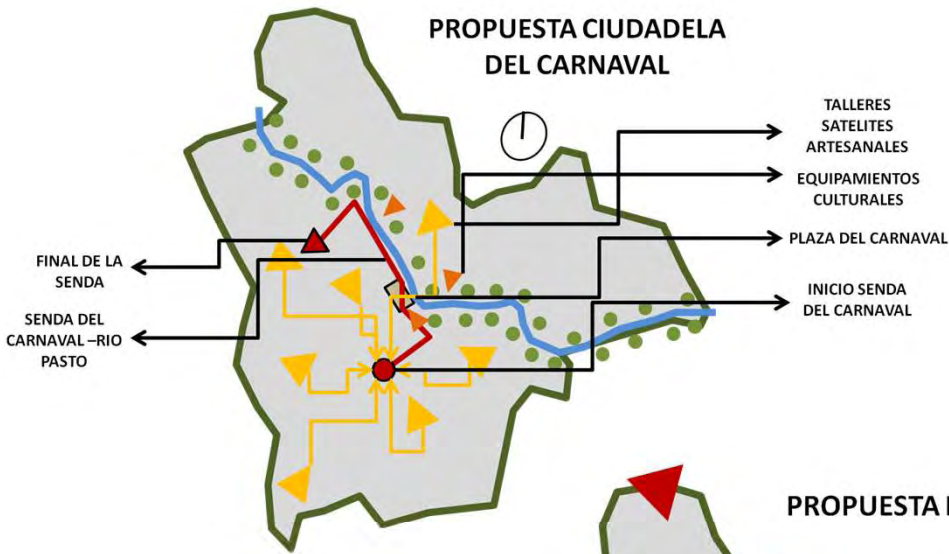 PROPUESTA CIUDADELA
DEL CARNAVAL
TALLERES
SATELITES
ARTESANALES
EQUIPAMIENTOS
CULTURALES
PLAZA DEL CARNAVAL
INICIO SENDA
DEL CARNAVAL
FINAL DE LA
SENDA
SENDA DEL
CARNAVAL –RIO
PASTO
PROPUESTA